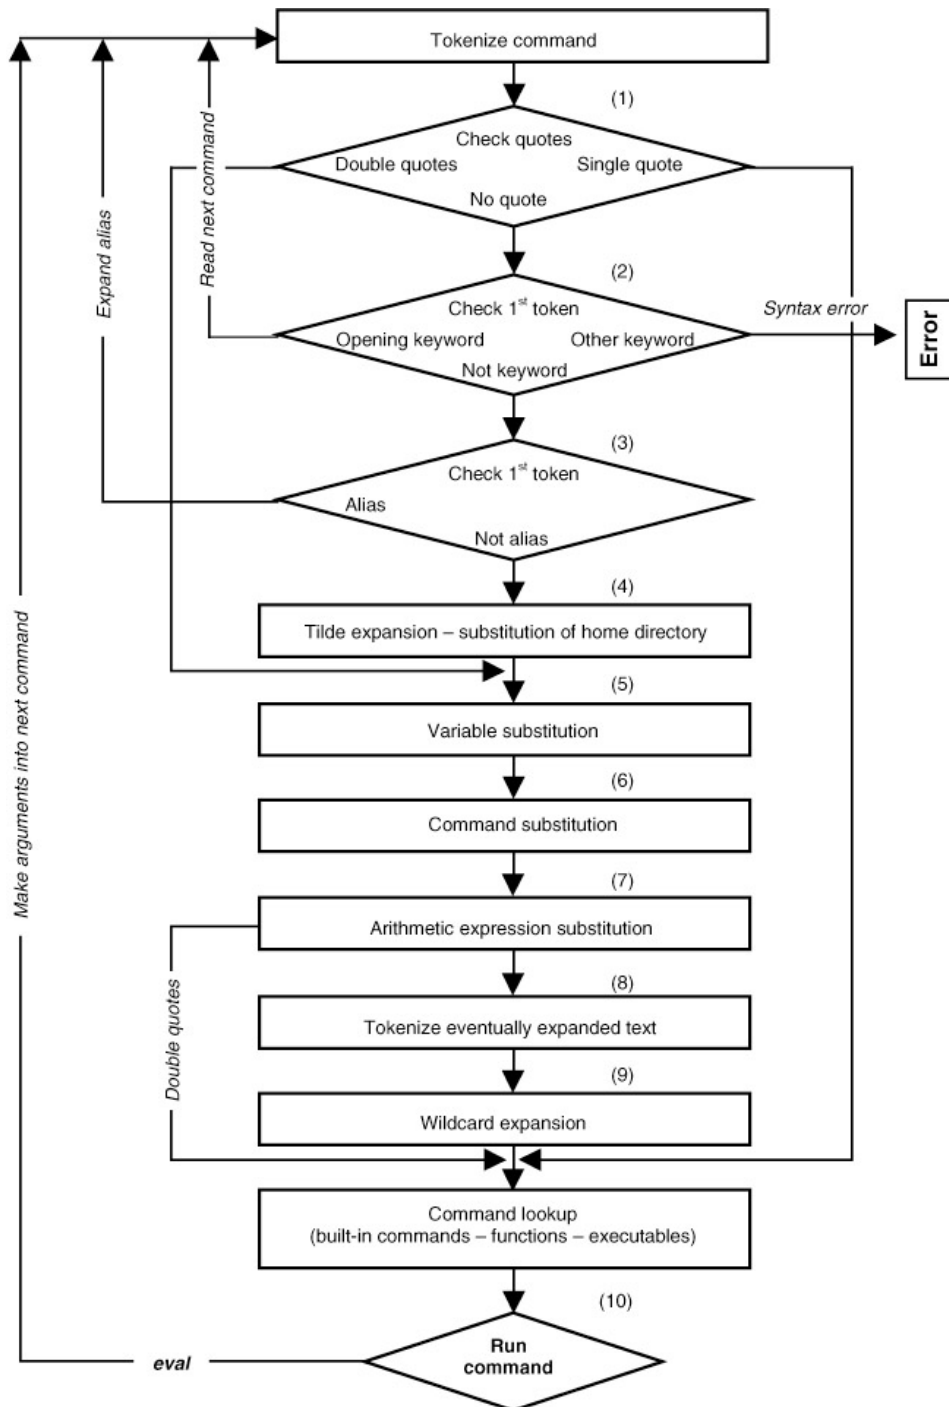 Tokenize command
(1)
Check quotes
Double quotes
Single quote
No quote
Read next command
Expand alias
(2)
Check 1st token
Opening keyword
Other keyword
Not keyword
Syntax error
Error
(3)
Check 1st token
Alias
Not alias
(4)
Tilde expansion – substitution of home directory
(5)
Variable substitution
Make arguments into next command
(6)
Command substitution
(7)
Arithmetic expression substitution
(8)
Tokenize eventually expanded text
Double quotes
(9)
Wildcard expansion
Command lookup
(built-in commands – functions – executables)
(10)
Run
command
eval